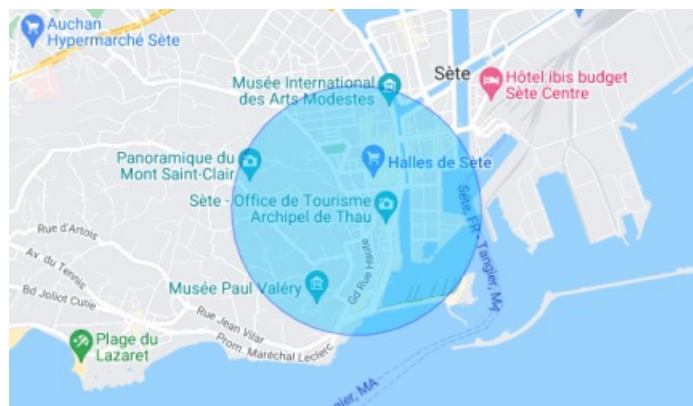 Auchan
Hypermarché Sète
Musée International
des Arts Modestes
Sète
Hôtel ibis budget
Sète Centre
Panoramique du
Mont Saint-Clair
Halles de Sète
Sète - Office de Tourisme
Archipel de Thau
Sète, FR - Tangier, MA
Rue d'Artois
Av. du Tennis
Bd Joliot Curie
Musée Paul Valéry
Gd Rue Haute
Rue Jean Vilar
Prom. Maréchal Leclerc
Plage du
Lazaret
Tangier, MA